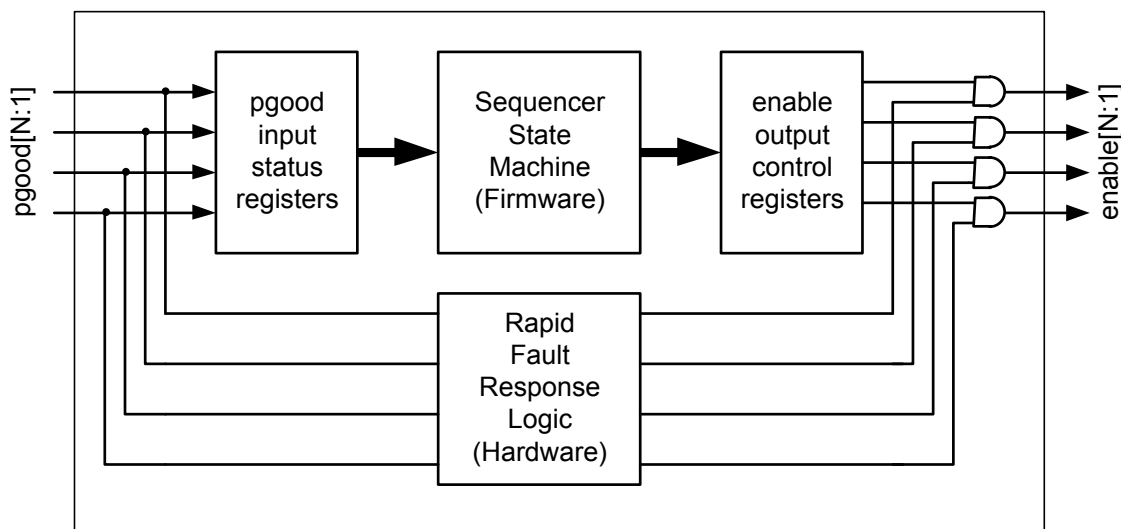 pgood[N:1]
pgood
input
status
registers
Sequencer
State
Machine
(Firmware)
enable
output
control
registers
enable[N:1]
Rapid
Fault
Response
Logic
(Hardware)